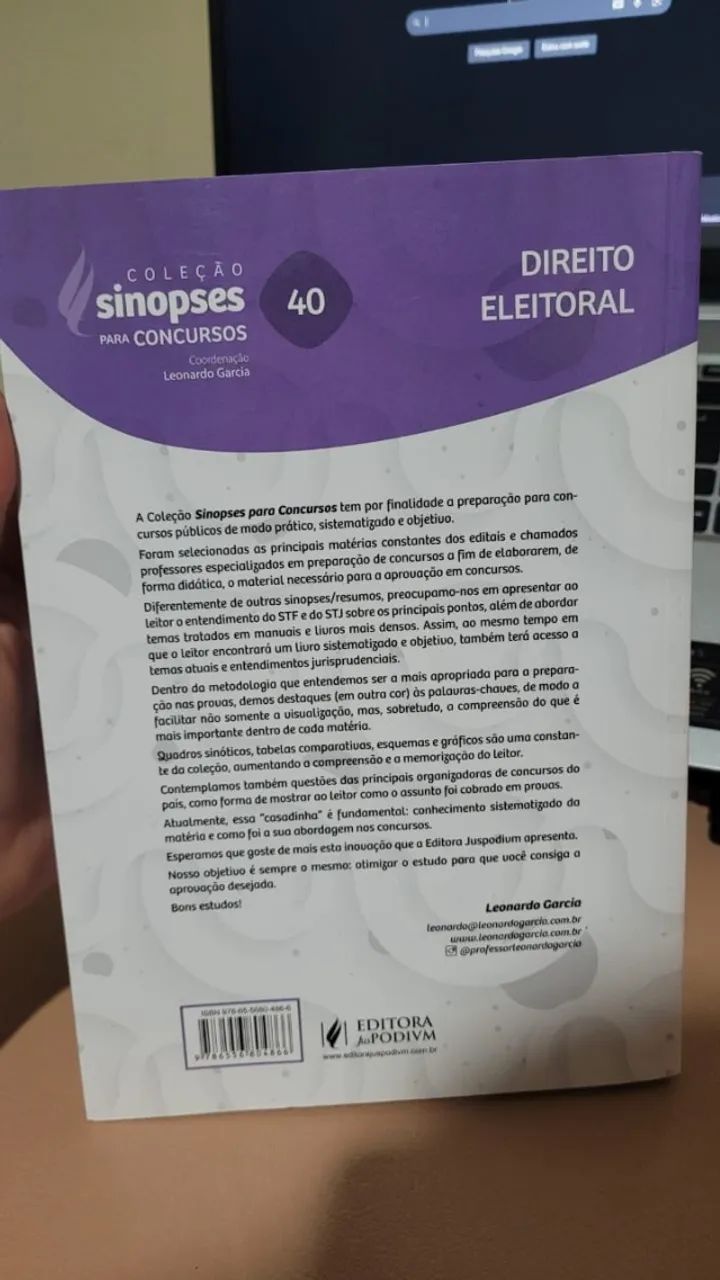 COLEÇÃO
sinopses
PARA CONCURSOS
Coordenação
Leonardo Garcia
40
DIREITO
ELEITORAL
A Coleção Sinopses para Concursos tem por finalidade a preparação para con-
cursos públicos de modo prático, sistematizado e objetivo.
Foram selecionadas as principais matérias constantes dos editais e chamados
professores especializados em preparação de concursos a fim de elaborarem, de
forma didática, o material necessário para a aprovação em concursos.
Diferentemente de outras sinopses/resumos, preocupamo-nos em apresentar ao
leitor o entendimento do STF e do STJ sobre os principais pontos, além de abordar
temas tratados em manuais e livros mais densos. Assim, ao mesmo tempo em
que o leitor encontrará um livro sistematizado e objetivo, também terá acesso a
temas atuais e entendimentos jurisprudenciais.
Dentro da metodologia que entendemos ser a mais apropriada para a prepara-
ção nas provas, demos destaques (em outra cor) às palavras-chaves, de modo a
facilitar não somente a visualização, mas, sobretudo, a compreensão do que é
mais importante dentro de cada matéria.
Quadros sinóticos, tabelas comparativas, esquemas e gráficos são uma constan-
te da coleção, aumentando a compreensão e a memorização do leitor.
Contemplamos também questões das principais organizadoras de concursos do
país, como forma de mostrar ao leitor como o assunto foi cobrado em provas.
Atualmente, essa "casadinha" é fundamental: conhecimento sistematizado da
matéria e como foi a sua abordagem nos concursos.
Esperamos que goste de mais esta inovação que a Editora Juspodivm apresenta.
Nosso objetivo é sempre o mesmo: otimizar o estudo para que você consiga a
aprovação desejada.
Bons estudos!
Leonardo Garcia
leonardo@leonardogarcia.com.br
www.leonardogarcia.com.br
@professorleonardogarcia
ISBN 978-65-5680-486-6
9 786556 804866
EDITORA
JusPODIVM
www.editorajuspodivm.com.br